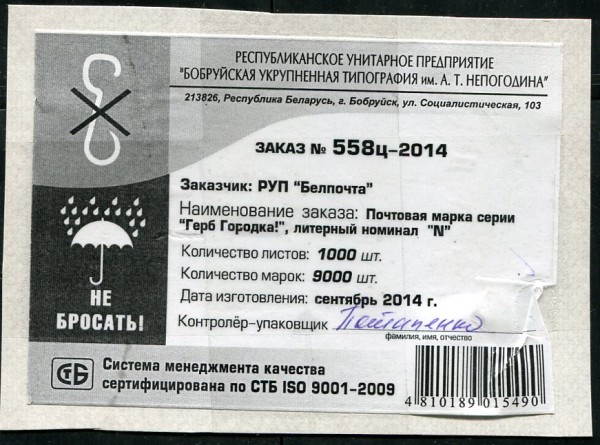 РЕСПУБЛИКАНСКОЕ УНИТАРНОЕ ПРЕДПРИЯТИЕ
"БОБРУЙСКАЯ УКРУПНЕННАЯ ТИПОГРАФИЯ им. А. Т. НЕПОГОДИНА"
213826, Республика Беларусь, г. Бобруйск, ул. Социалистическая, 103
ЗАКАЗ № 558ц-2014
Заказчик: РУП "Белпочта"
Наименование заказа: Почтовая марка серии
"Герб Городка!", литерный номинал "N"
Количество листов: 1000 шт.
Количество марок: 9000 шт.
Дата изготовления: сентябрь 2014 г.
Контролёр-упаковщик Потапенко
фамилия, имя, отчество
НЕ
БРОСАТЬ!
СТБ
Система менеджмента качества
сертифицирована по СТБ ISO 9001-2009
4 810189 015490